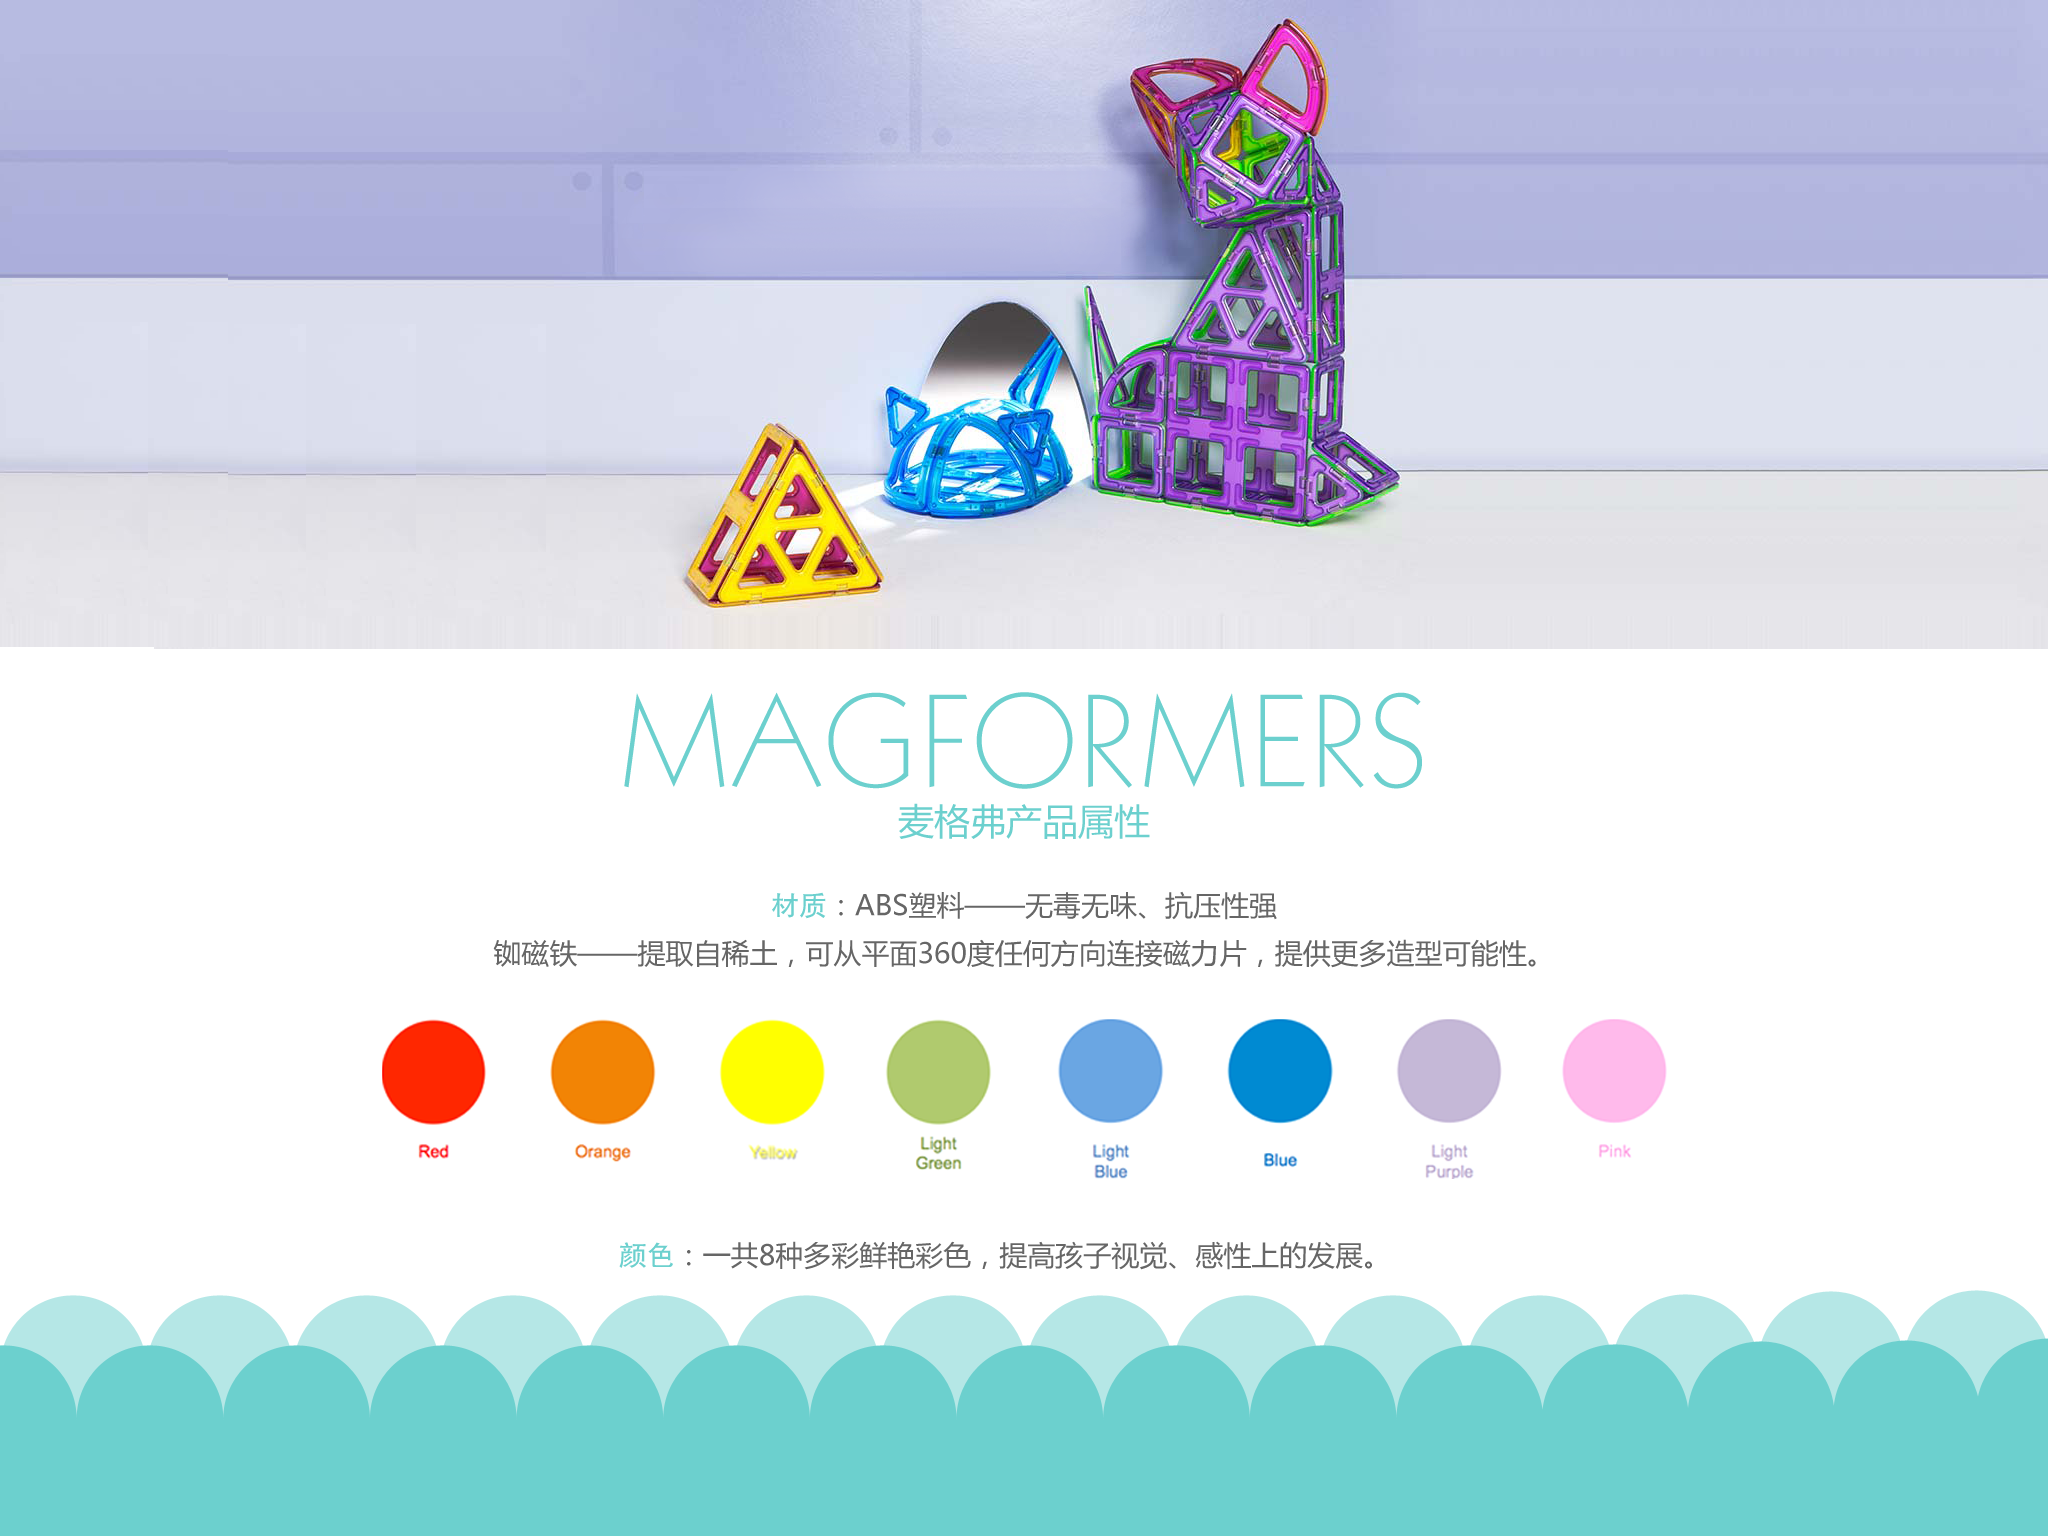 MAGFORMERS
麦格弗产品属性
材质：ABS塑料——无毒无味、抗压性强
铷磁铁——提取自稀土，可从平面360度任何方向连接磁力片，提供更多造型可能性。
Red
Orange
Yellow
Light
Green
Light
Blue
Blue
Light
Purple
Pink
颜色：一共8种多彩鲜艳彩色，提高孩子视觉、感性上的发展。